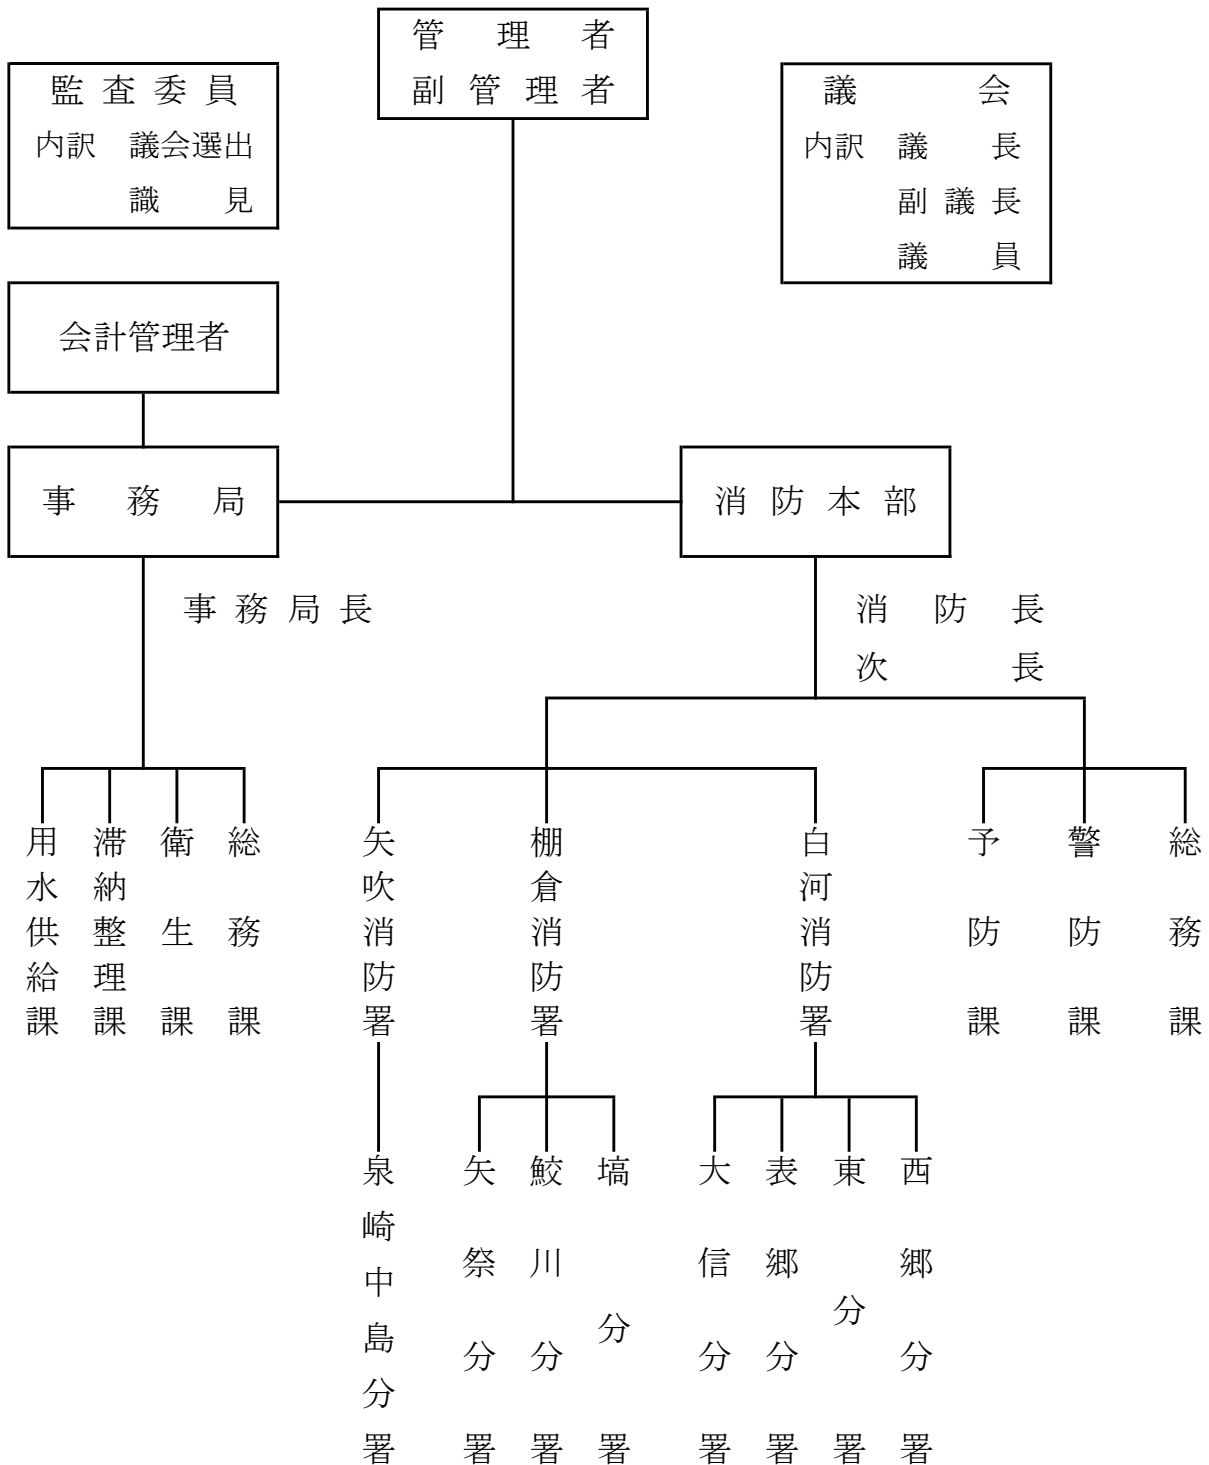 管理者
副管理者
監査委員
内訳 議会選出
識見
議会
内訳 議長
副議長
議員
会計管理者
事務局
消防本部
事務局長
消防長
次長
用水供給課
滞納整理課
衛生課
総務課
矢吹消防署
棚倉消防署
白河消防署
予防課
警防課
総務課
泉崎中島分署
矢祭分署
鮫川分署
塙分署
大信分署
表郷分署
東分署
西郷分署